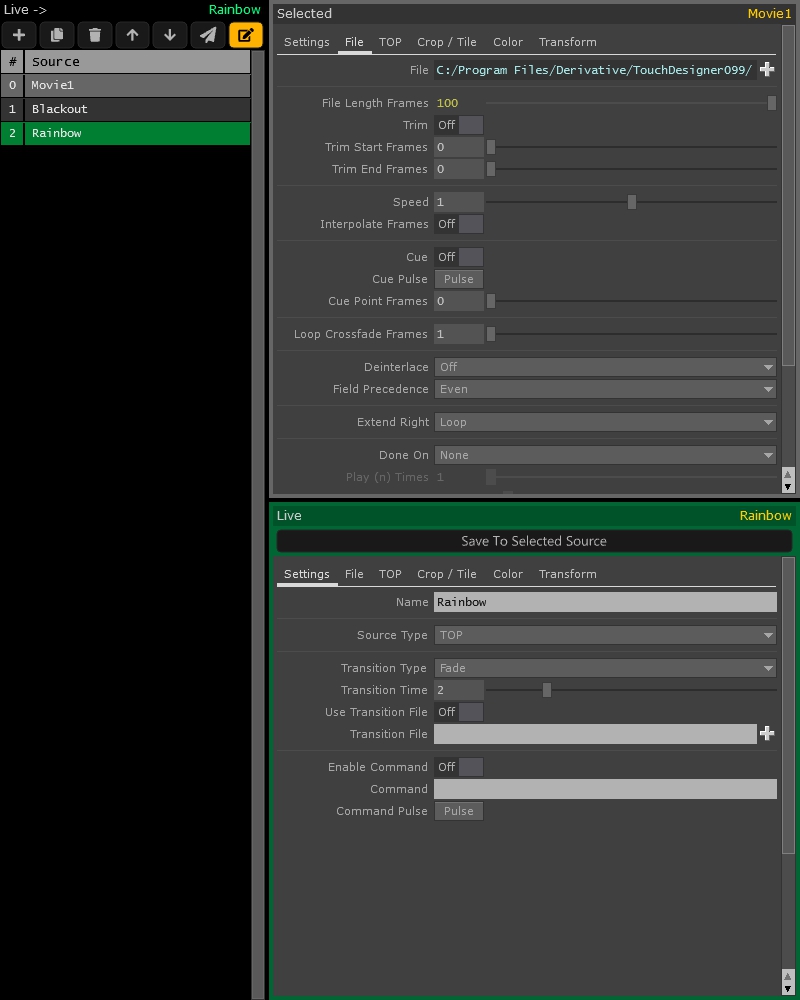 Live -> Rainbow
# Source
0 Movie1
1 Blackout
2 Rainbow
Selected Movie1
Settings File TOP Crop / Tile Color Transform
File C:/Program Files/Derivative/TouchDesigner099/
File Length Frames 100
Trim Off
Trim Start Frames 0
Trim End Frames 0
Speed 1
Interpolate Frames Off
Cue Off
Cue Pulse Pulse
Cue Point Frames 0
Loop Crossfade Frames 1
Deinterlace Off
Field Precedence Even
Extend Right Loop
Done On None
Play (n) Times 1
Live Rainbow
Save To Selected Source
Settings File TOP Crop / Tile Color Transform
Name Rainbow
Source Type TOP
Transition Type Fade
Transition Time 2
Use Transition File Off
Transition File
Enable Command Off
Command
Command Pulse Pulse